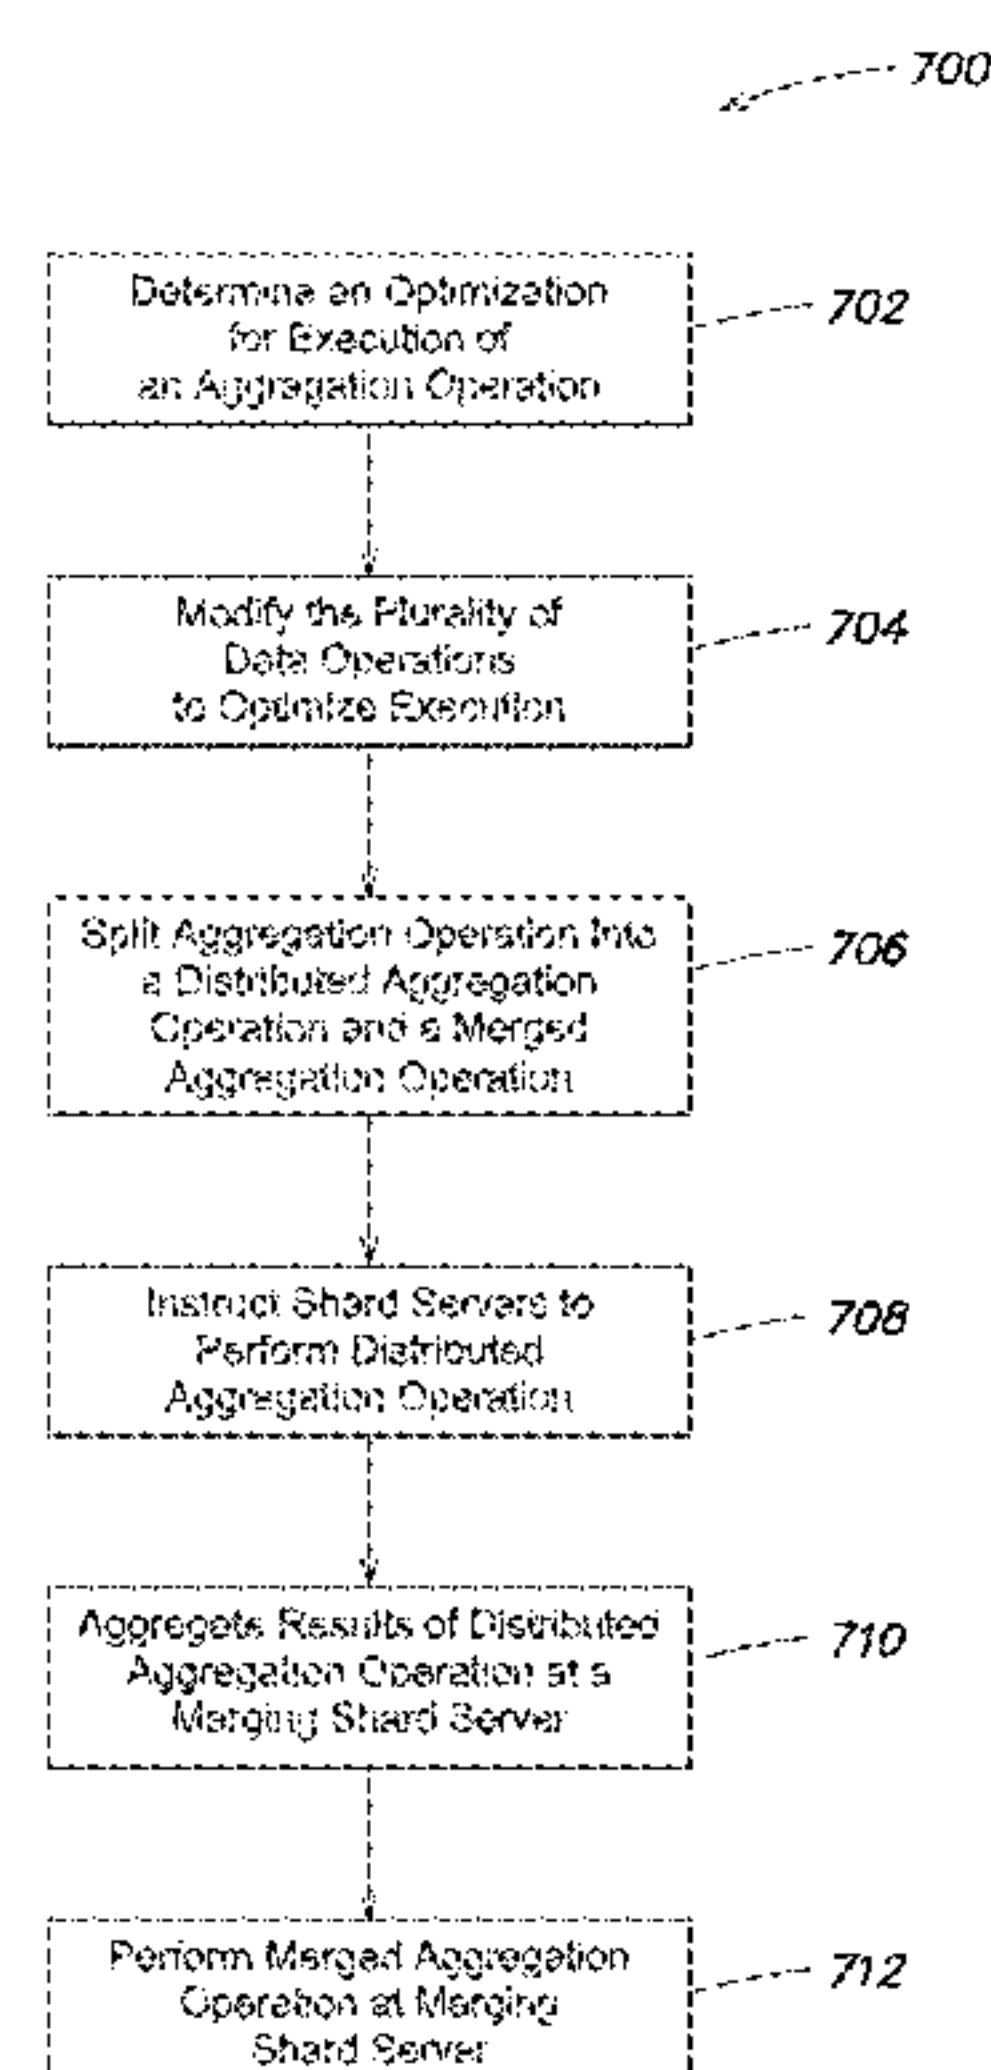 700
Determine an Optimization
for Execution of
an Aggregation Operation
702
Modify the Plurality of
Data Operations
to Optimize Execution
704
Split Aggregation Operation Into
a Distributed Aggregation
Operation and a Merged
Aggregation Operation
706
Instruct Shard Servers to
Perform Distributed
Aggregation Operation
708
Aggregate Results of Distributed
Aggregation Operation at a
Merging Shard Server
710
Perform Merged Aggregation
Operation at Merging
Shard Server
712